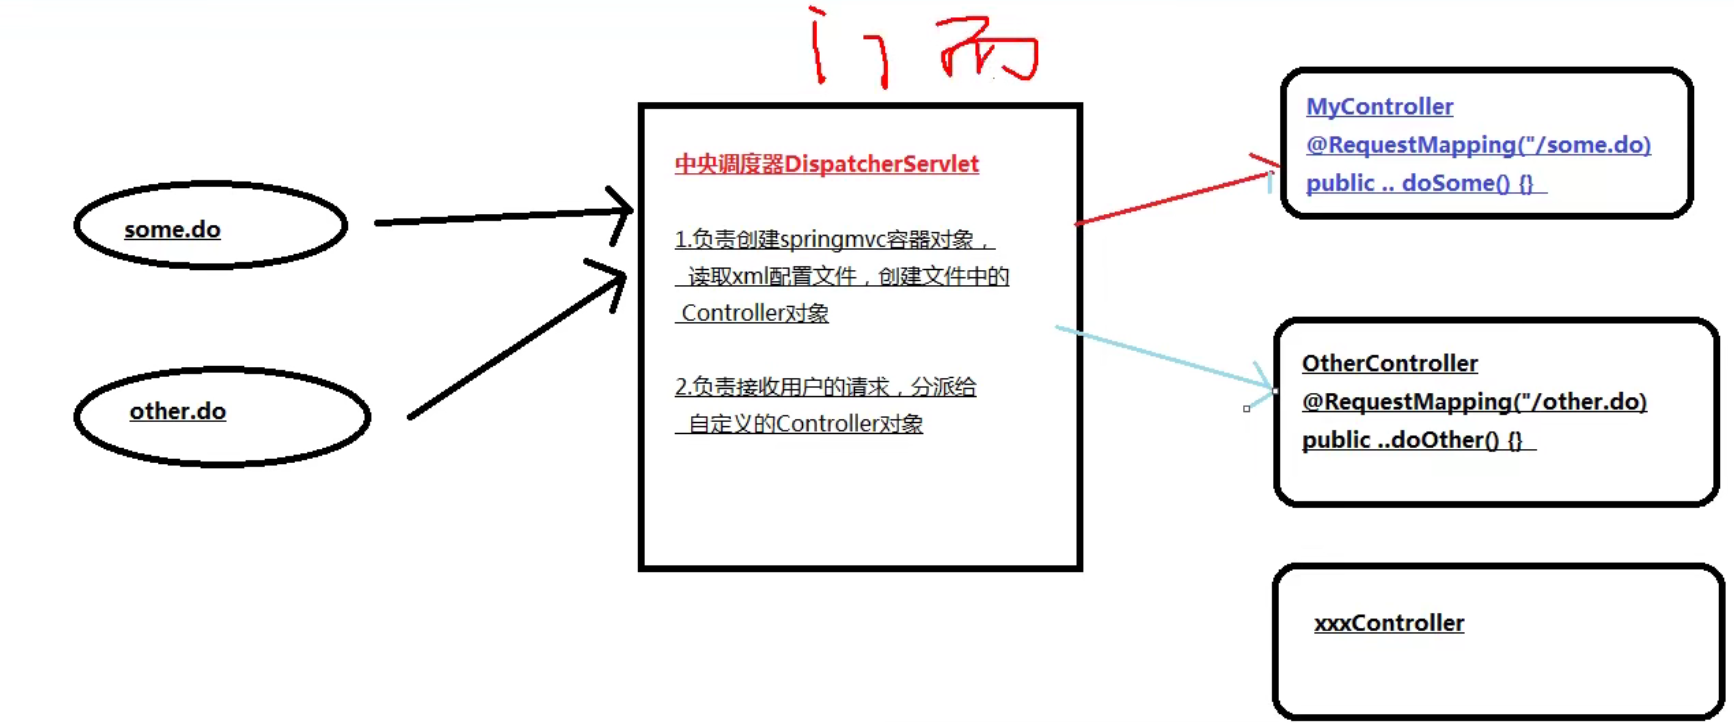 门面
some.do
other.do
中央调度器DispatcherServlet
1.负责创建springmvc容器对象，
读取xml配置文件，创建文件中的
Controller对象
2.负责接收用户的请求，分派给
自定义的Controller对象
MyController
@RequestMapping("/some.do)
public .. doSome() {}
OtherController
@RequestMapping("/other.do)
public ..doOther() {}
xxxController